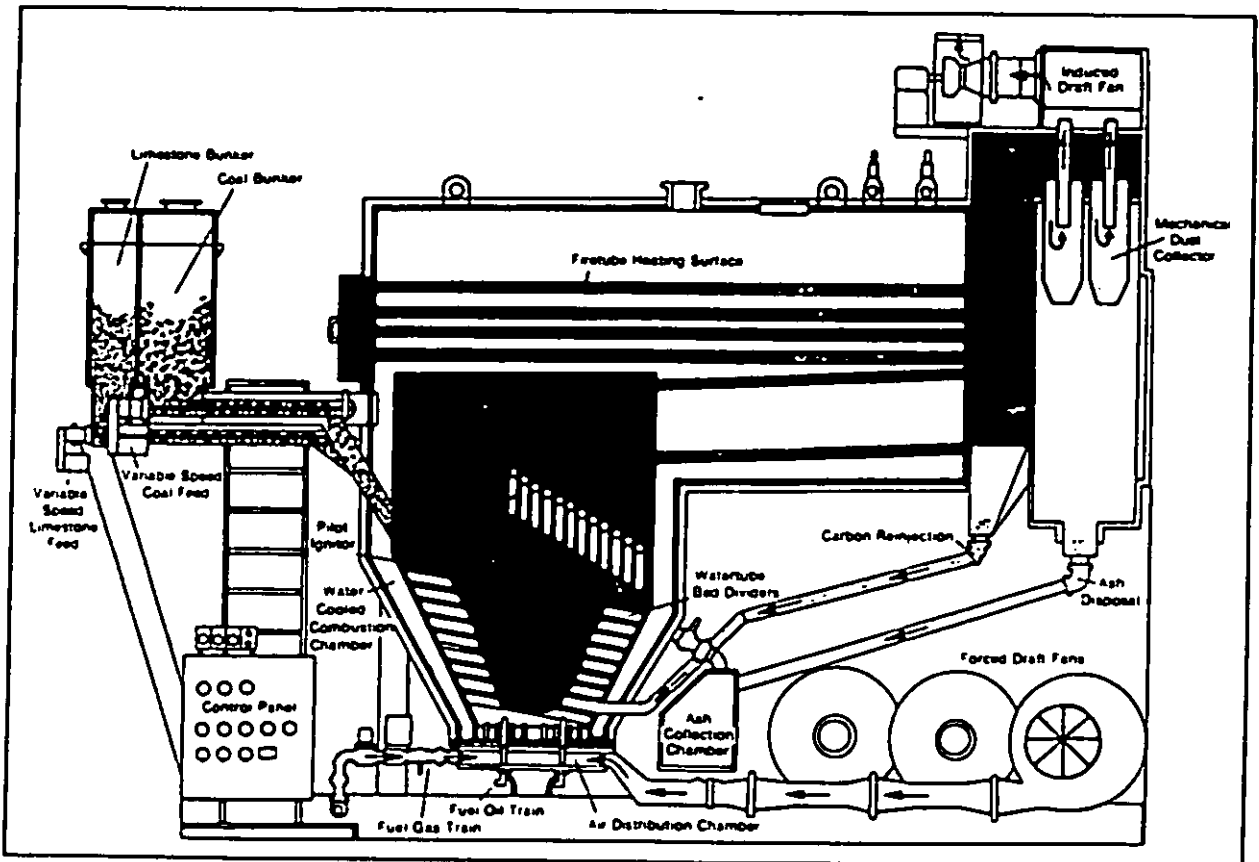 Induced
Draft Fan
Limestone Bunker
Coal Bunker
Mechanical
Dust
Collector
Firetube Heating Surface
Variable Speed
Coal Feed
Variable
Speed
Limestone
Feed
Pilot
Ignitor
Carbon Reinjection
Water
Cooled
Combustion
Chamber
Watertube
Bed Dividers
Ash
Disposal
Forced Draft Fans
Control Panel
Ash
Collection
Chamber
Fuel Oil Train
Fuel Gas Train
Air Distribution Chamber